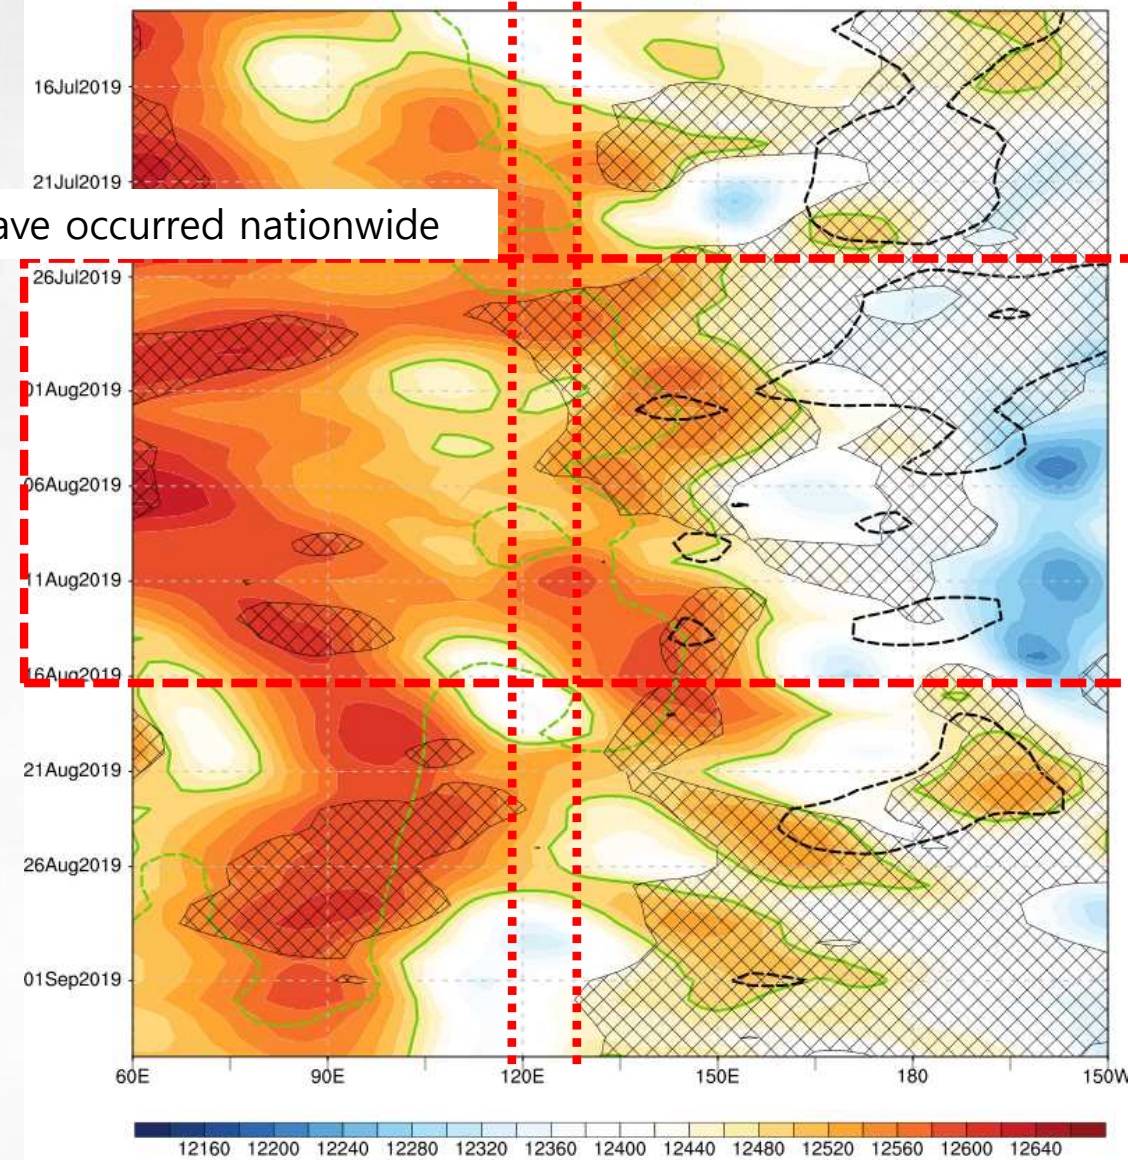 16Jul2019
21Jul2019
ave occurred nationwide
26Jul2019
01Aug2019
06Aug2019
11Aug2019
16Aug2019
21Aug2019
26Aug2019
01Sep2019
60E 90E 120E 150E 180 150W
12160 12200 12240 12280 12320 12360 12400 12440 12480 12520 12560 12600 12640